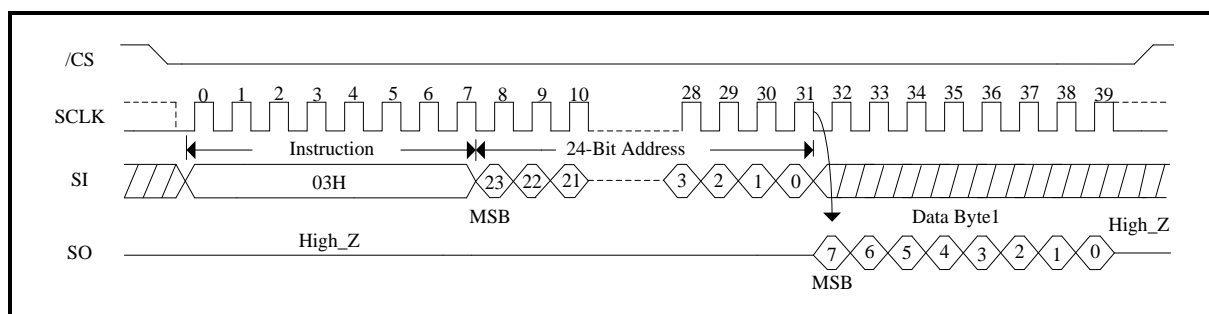 /CS
0 1 2 3 4 5 6 7 8 9 10 28 29 30 31 32 33 34 35 36 37 38 39
SCLK
Instruction 24-Bit Address
SI 03H 23 22 21 3 2 1 0
MSB Data Byte1
High_Z High_Z
SO 7 6 5 4 3 2 1 0
MSB